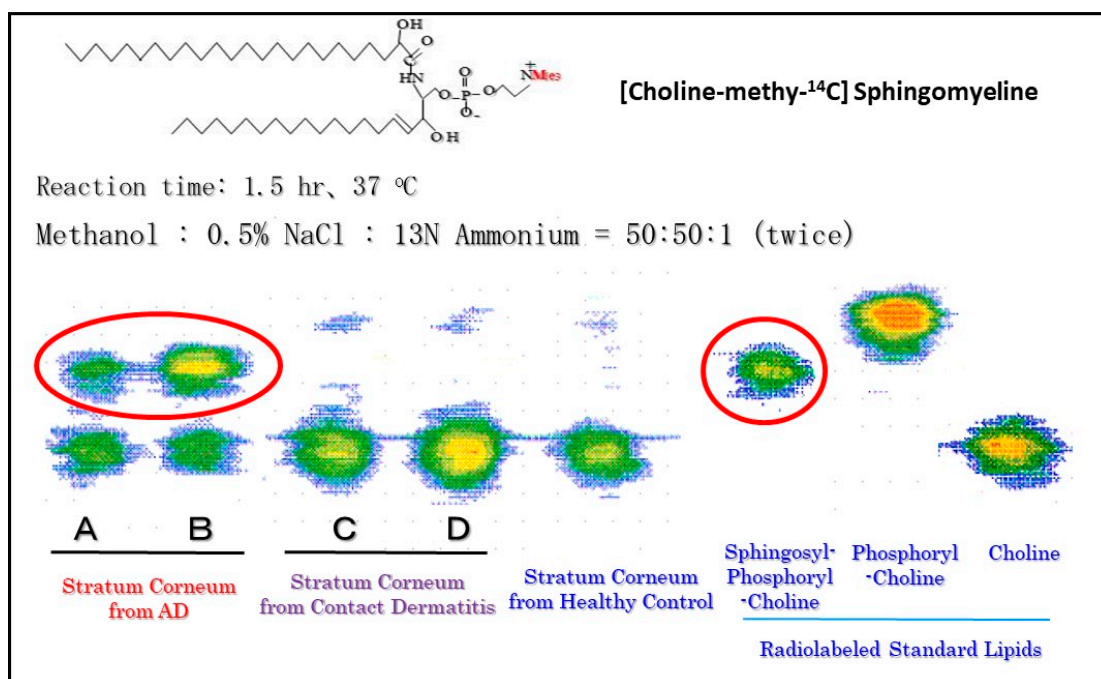 OH
O
C
HN
O
O P O
O-
OH
+
NMe3
[Choline-methy-14C] Sphingomyeline
Reaction time: 1.5 hr、37 ºC
Methanol : 0.5% NaCl : 13N Ammonium = 50:50:1 (twice)
A B C D
Stratum Corneum
from AD
Stratum Corneum
from Contact Dermatitis
Stratum Corneum
from Healthy Control
Sphingosyl-
Phosphoryl
-Choline
Phosphoryl
-Choline
Choline
Radiolabeled Standard Lipids